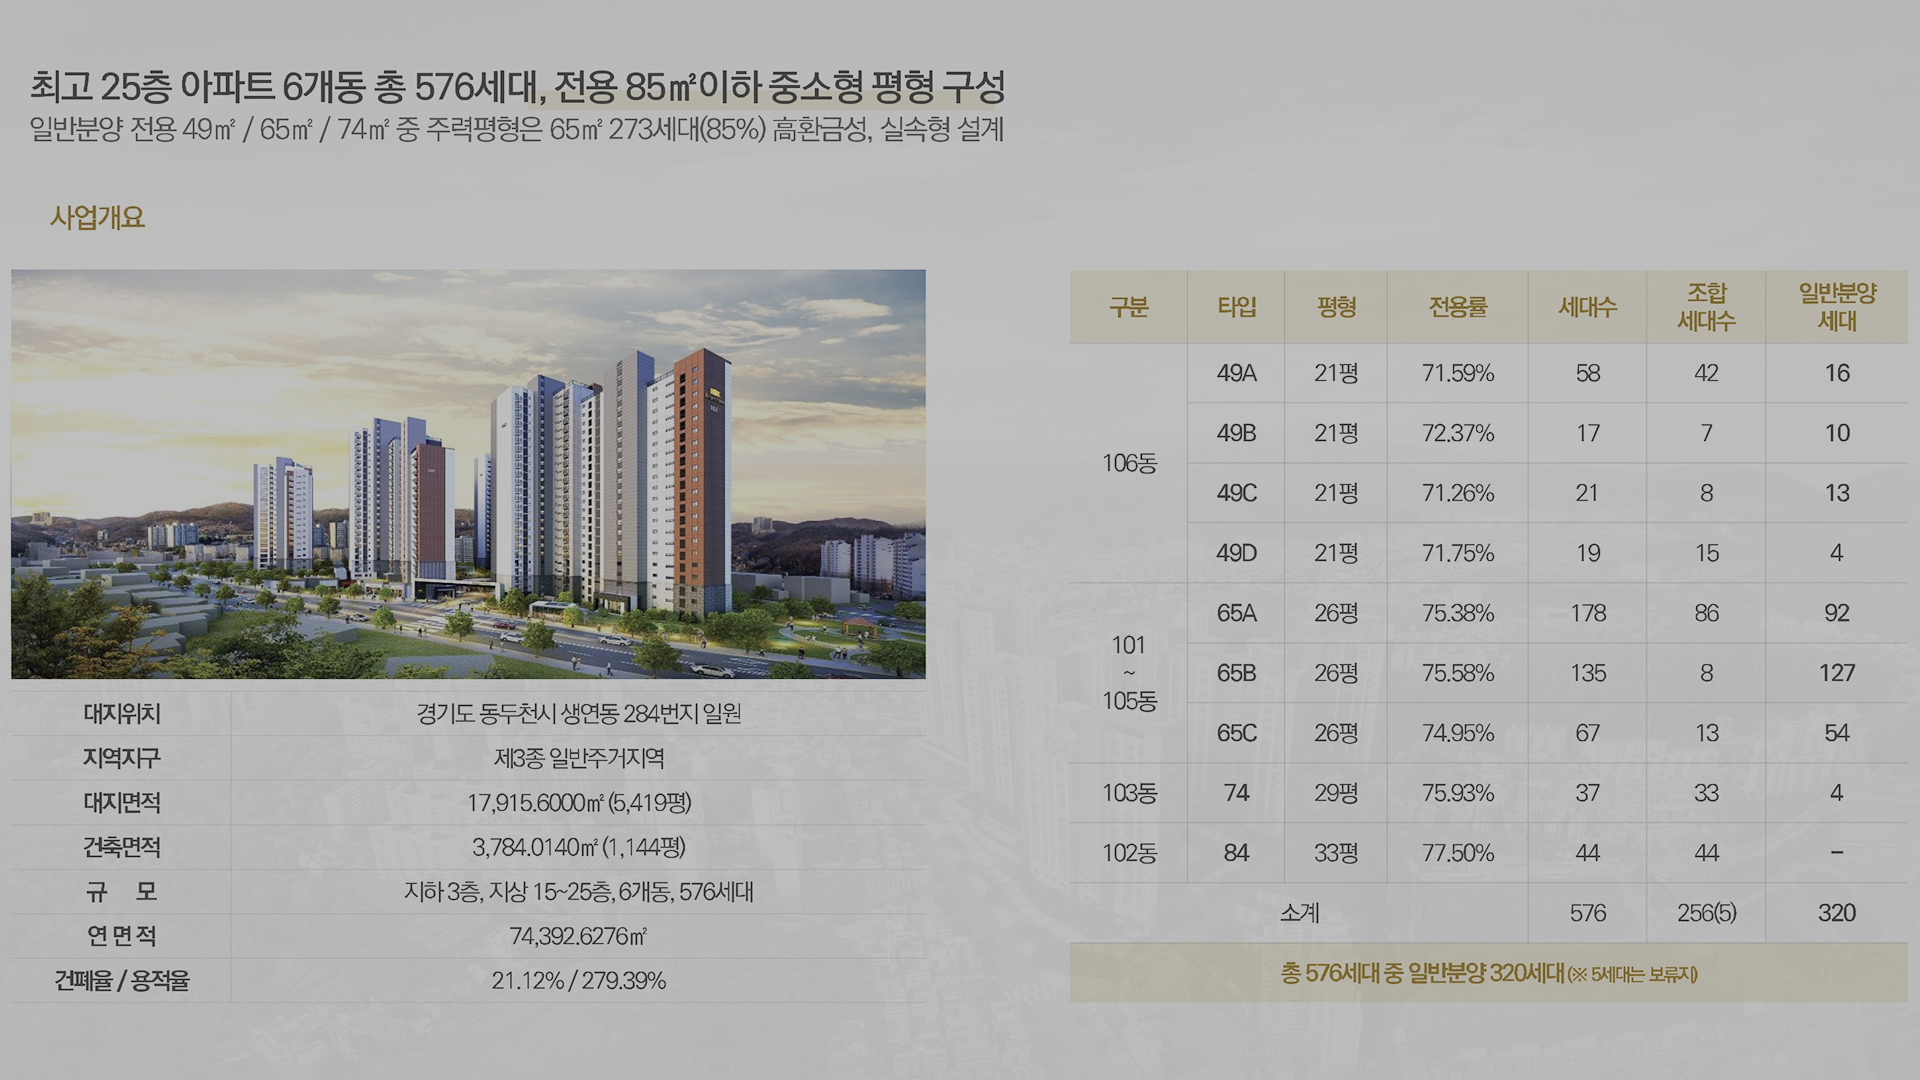 최고 25층 아파트 6개동 총 576세대, 전용 85㎡이하 중소형 평형 구성
일반분양 전용 49㎡ / 65㎡ / 74㎡ 중 주력평형은 65㎡ 273세대(85%) 高환금성, 실속형 설계
사업개요
대지위치 경기도 동두천시 생연동 284번지 일원
지역지구 제3종 일반주거지역
대지면적 17,915.6000㎡ (5,419평)
건축면적 3,784.0140㎡ (1,144평)
규 모 지하 3층, 지상 15~25층, 6개동, 576세대
연 면 적 74,392.6276㎡
건폐율 / 용적율 21.12% / 279.39%
구분 타입 평형 전용률 세대수 조합 세대수 일반분양 세대
106동
49A 21평 71.59% 58 42 16
49B 21평 72.37% 17 7 10
49C 21평 71.26% 21 8 13
49D 21평 71.75% 19 15 4
101
~
105동
65A 26평 75.38% 178 86 92
65B 26평 75.58% 135 8 127
65C 26평 74.95% 67 13 54
103동 74 29평 75.93% 37 33 4
102동 84 33평 77.50% 44 44 –
소계 576 256(5) 320
총 576세대 중 일반분양 320세대 (※ 5세대는 보류지)